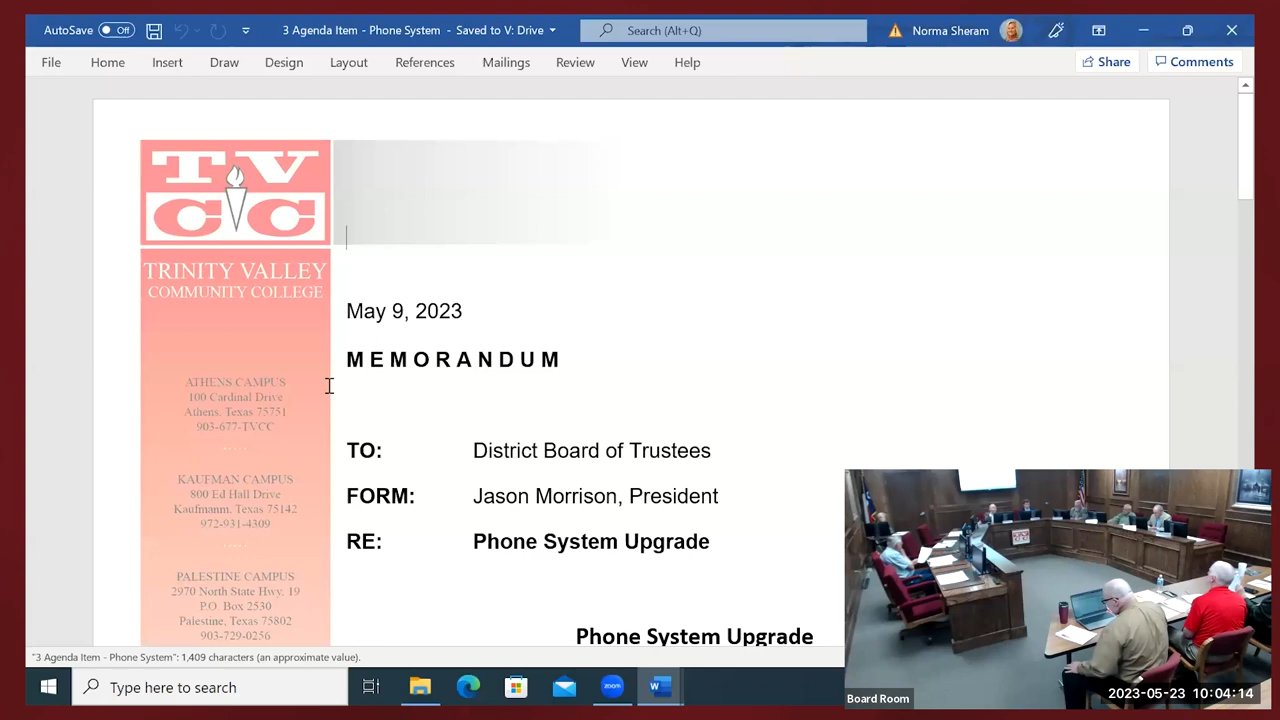 AutoSave Off 3 Agenda Item - Phone System - Saved to V: Drive Search (Alt+Q) Norma Sheram
File Home Insert Draw Design Layout References Mailings Review View Help Share Comments
TV
CC
TRINITY VALLEY
COMMUNITY COLLEGE
May 9, 2023
MEMORANDUM
ATHENS CAMPUS
100 Cardinal Drive
Athens, Texas 75751
903-677-TVCC
TO: District Board of Trustees
KAUFMAN CAMPUS
800 Ed Hall Drive
Kaufmanm, Texas 75142
972-931-4309
FORM: Jason Morrison, President
RE: Phone System Upgrade
PALESTINE CAMPUS
2970 North State Hwy. 19
P.O. Box 2530
Palestine, Texas 75802
903-729-0256
Phone System Upgrade
"3 Agenda Item - Phone System": 1,409 characters (an approximate value).
Type here to search
zoom
W
Board Room
2023-05-23 10:04:14